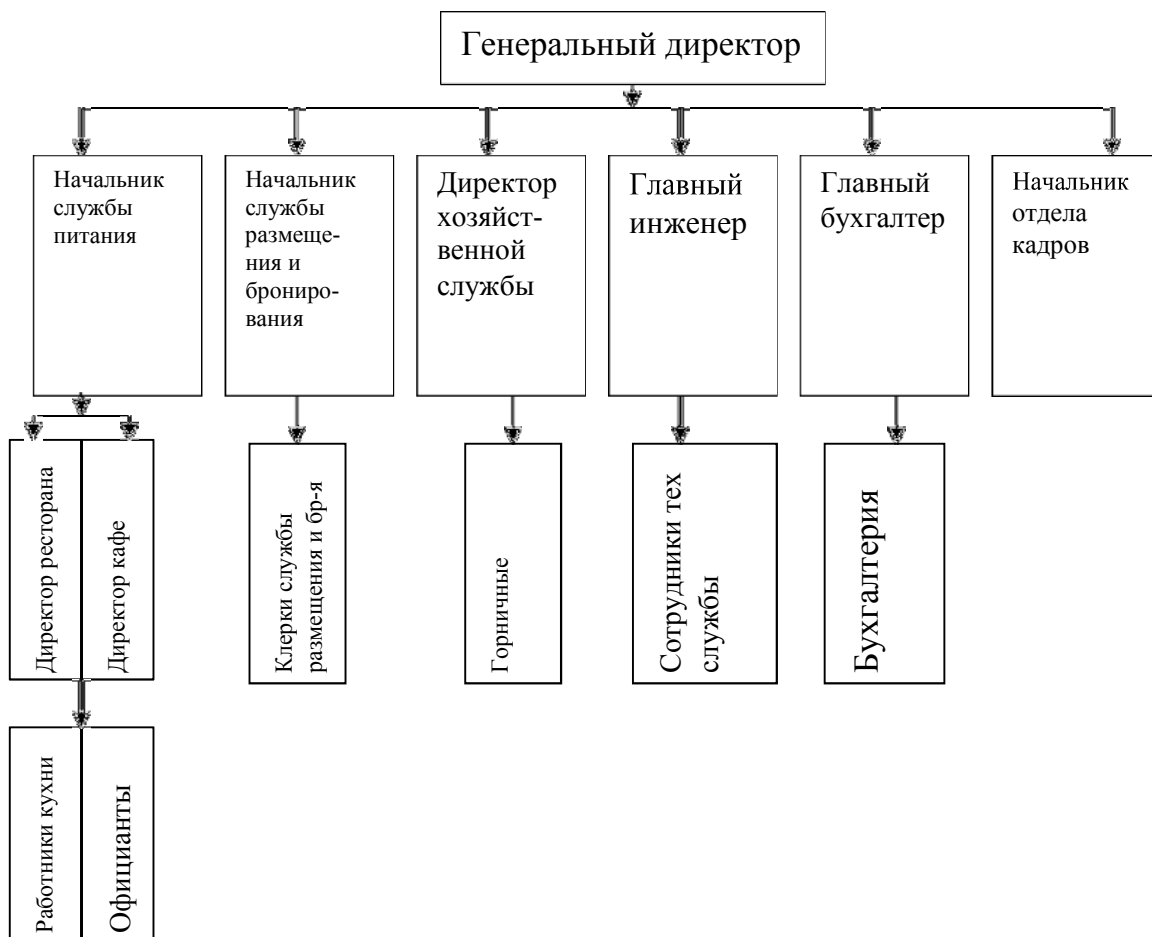 Генеральный директор
Начальник
службы
питания
Начальник
службы
размеще-
ния и
брониро-
вания
Директор
хозяйст-
венной
службы
Главный
инженер
Главный
бухгалтер
Начальник
отдела
кадров
Директор ресторана
Директор кафе
Клерки службы
размещения и бр-я
Горничные
Сотрудники тех
службы
Бухгалтерия
Работники кухни
Официанты